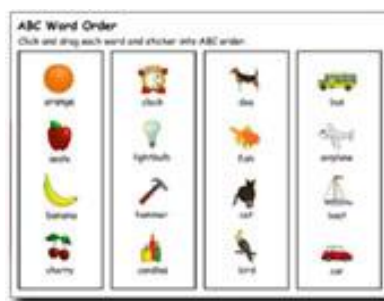 ABC Word Order
Click and drag each word and sticker into ABC order.
orange clock dog bus
apple lightbulb fish airplane
banana hammer cat boat
cherry candles bird car